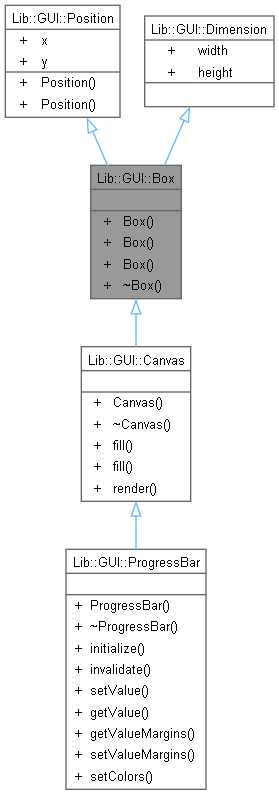 Lib::GUI::Position
+ x
+ y
+ Position()
+ Position()
Lib::GUI::Dimension
+ width
+ height
Lib::GUI::Box
+ Box()
+ Box()
+ Box()
+ ~Box()
Lib::GUI::Canvas
+ Canvas()
+ ~Canvas()
+ fill()
+ fill()
+ render()
Lib::GUI::ProgressBar
+ ProgressBar()
+ ~ProgressBar()
+ initialize()
+ invalidate()
+ setValue()
+ getValue()
+ getValueMargins()
+ setValueMargins()
+ setColors()